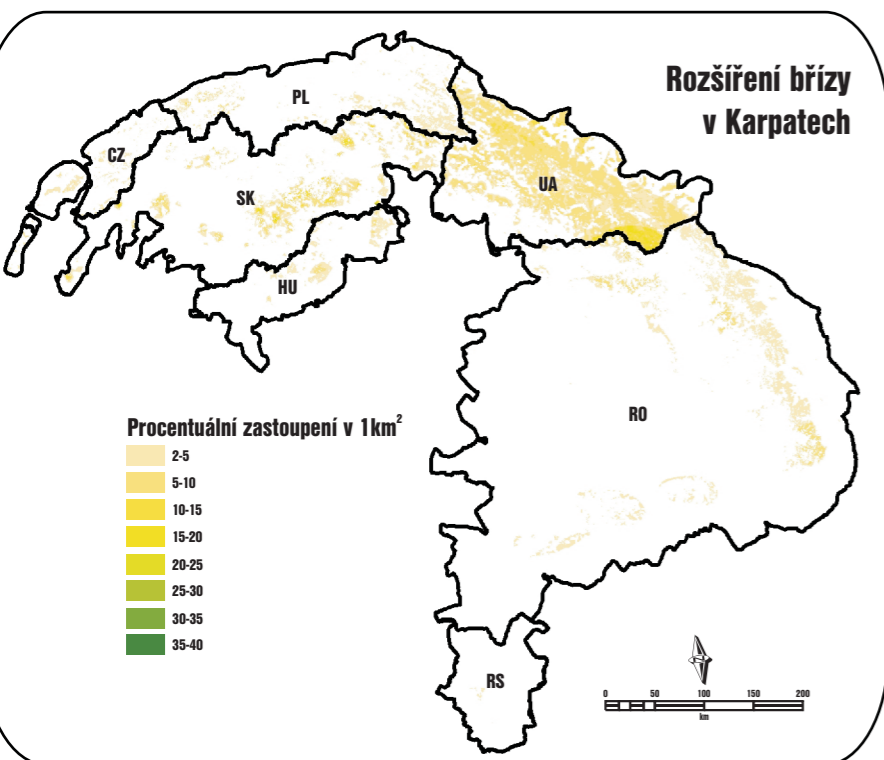 Rozšíření břízy
v Karpatech
PL
CZ
SK
UA
HU
RO
RS
Procentuální zastoupení v 1km²
2-5
5-10
10-15
15-20
20-25
25-30
30-35
35-40
0 50 100 150 200
km